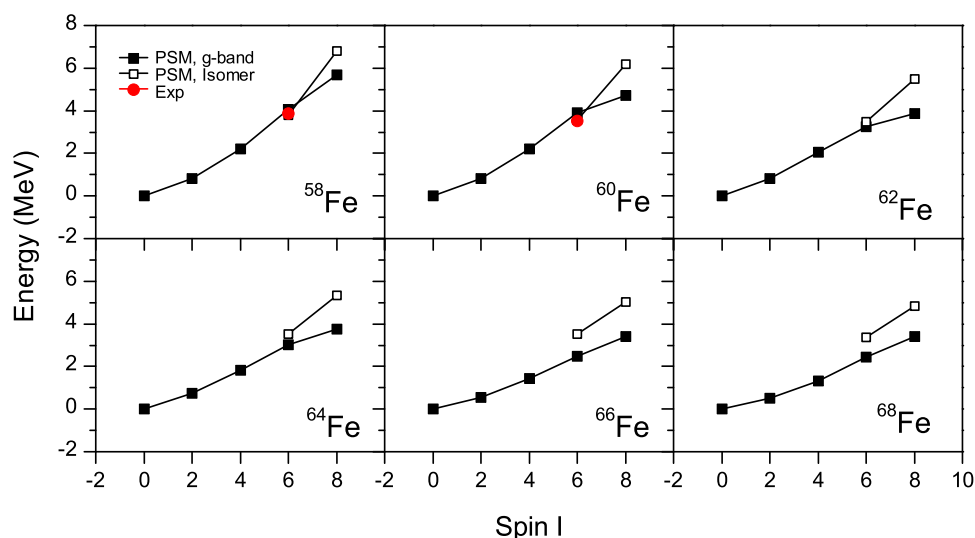 8
6
4
2
0
-2
PSM, g-band
PSM, Isomer
Exp
58Fe
60Fe
62Fe
Energy (MeV)
6
4
2
0
-2
64Fe
66Fe
68Fe
-2 0 2 4 6 8 -2 0 2 4 6 8 -2 0 2 4 6 8 10
Spin I